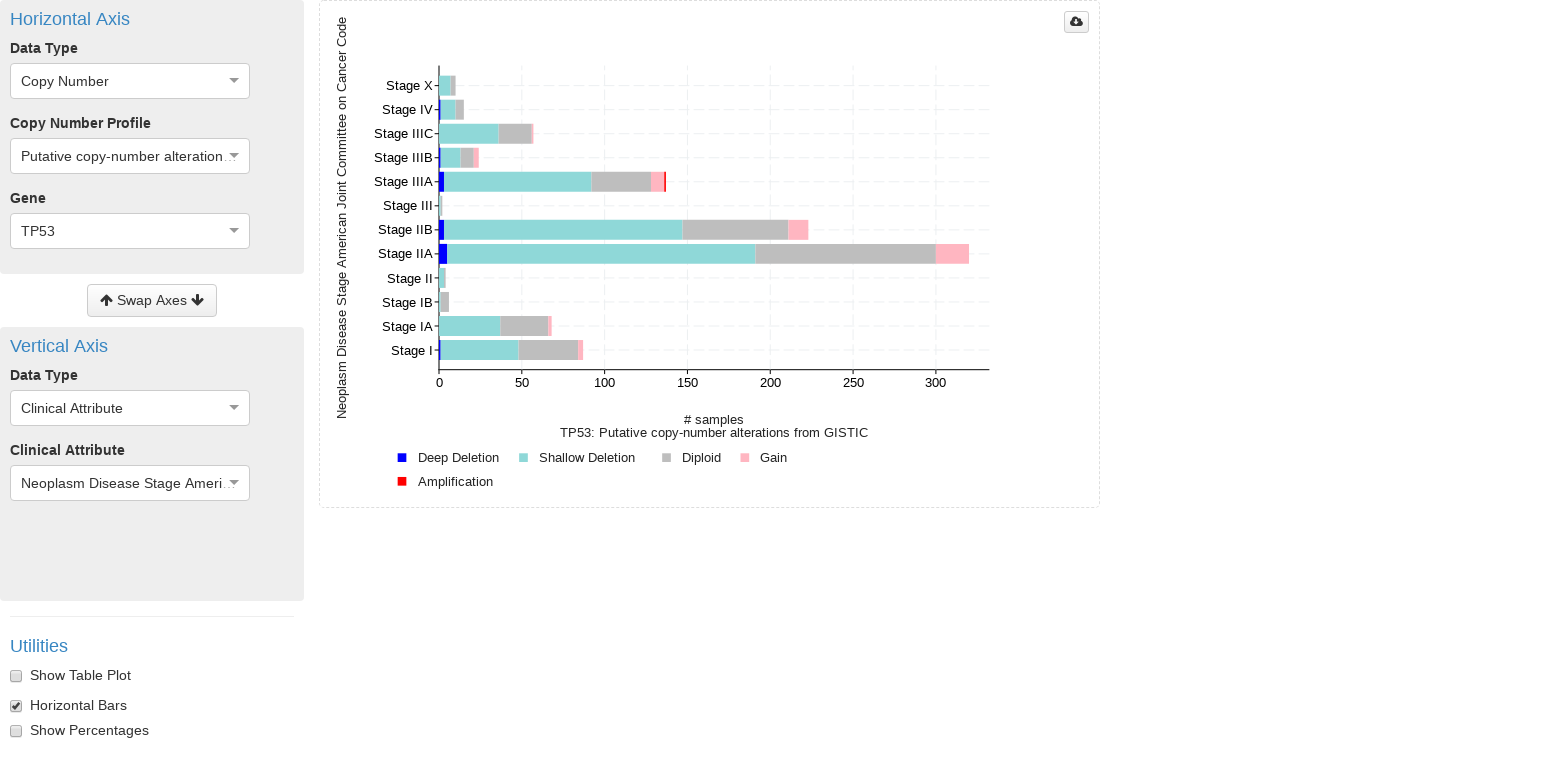 Horizontal Axis
Data Type
Copy Number
Copy Number Profile
Putative copy-number alteration…
Gene
TP53
Swap Axes
Vertical Axis
Data Type
Clinical Attribute
Clinical Attribute
Neoplasm Disease Stage Ameri…
Utilities
Show Table Plot
Horizontal Bars
Show Percentages
Neoplasm Disease Stage American Joint Committee on Cancer Code
Stage X
Stage IV
Stage IIIC
Stage IIIB
Stage IIIA
Stage III
Stage IIB
Stage IIA
Stage II
Stage IB
Stage IA
Stage I
0 50 100 150 200 250 300
# samples
TP53: Putative copy-number alterations from GISTIC
Deep Deletion Shallow Deletion Diploid Gain
Amplification